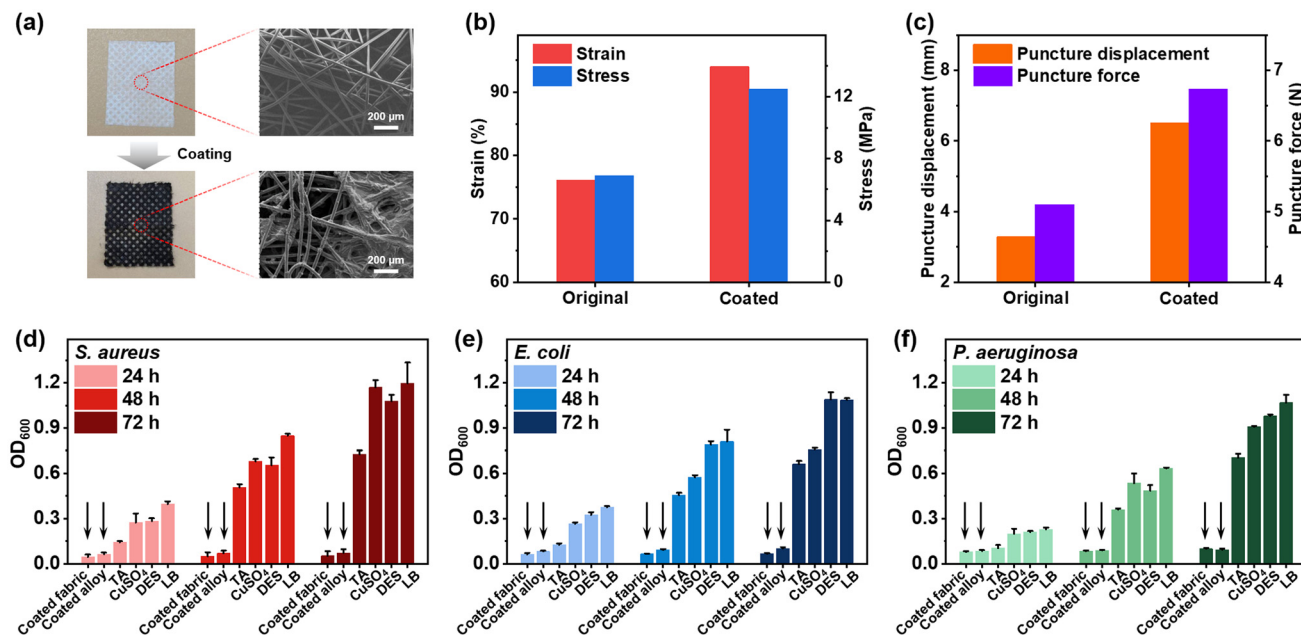 (a)
200 µm
Coating
200 µm
(b)
Strain
Stress
Strain (%)
90
80
70
60
Stress (MPa)
12
8
4
0
Original
Coated
(c)
Puncture displacement
Puncture force
Puncture displacement (mm)
8
6
4
2
Puncture force (N)
7
6
5
4
Original
Coated
(d)
S. aureus
24 h
48 h
72 h
OD600
1.2
0.9
0.6
0.3
0.0
Coated fabric
Coated alloy
TA
CuSO4
DES
LB
Coated fabric
Coated alloy
TA
CuSO4
DES
LB
Coated fabric
Coated alloy
TA
CuSO4
DES
LB
(e)
E. coli
24 h
48 h
72 h
OD600
1.2
0.9
0.6
0.3
0.0
Coated fabric
Coated alloy
TA
CuSO4
DES
LB
Coated fabric
Coated alloy
TA
CuSO4
DES
LB
Coated fabric
Coated alloy
TA
CuSO4
DES
LB
(f)
P. aeruginosa
24 h
48 h
72 h
OD600
1.2
0.9
0.6
0.3
0.0
Coated fabric
Coated alloy
TA
CuSO4
DES
LB
Coated fabric
Coated alloy
TA
CuSO4
DES
LB
Coated fabric
Coated alloy
TA
CuSO4
DES
LB